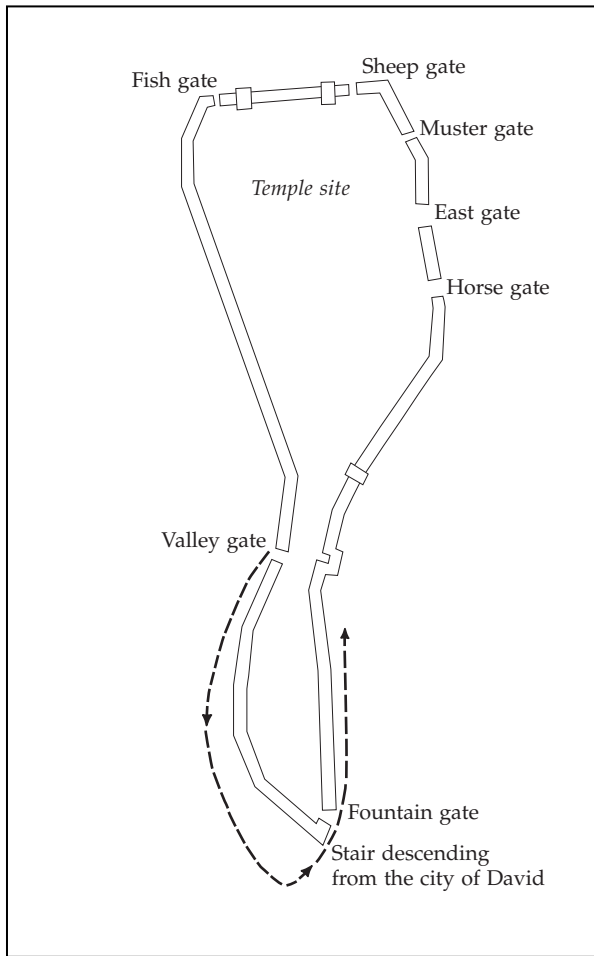 Fish gate
Sheep gate
Muster gate
Temple site
East gate
Horse gate
Valley gate
Fountain gate
Stair descending
from the city of David